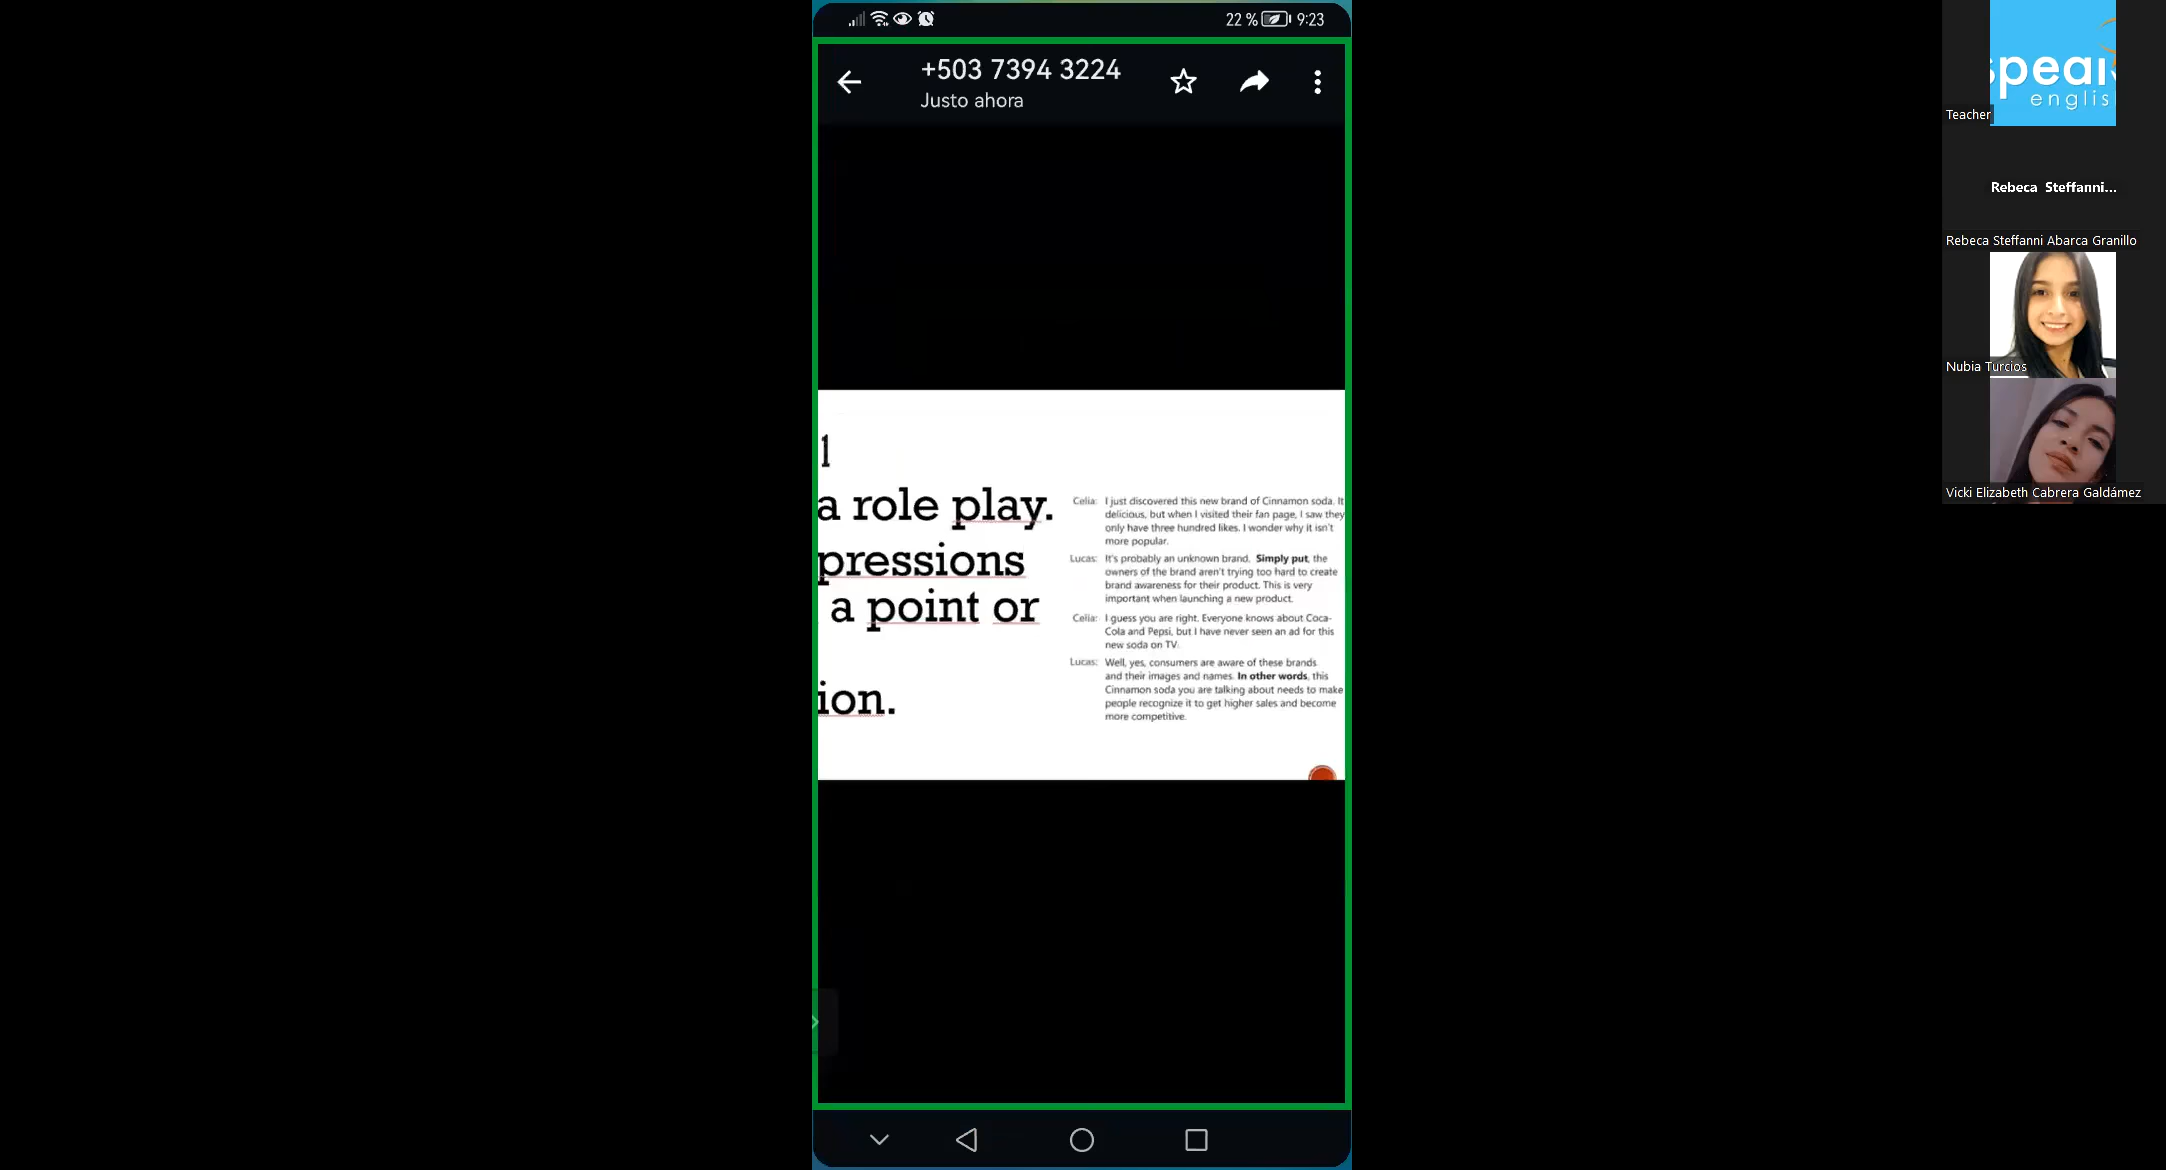 22 % 9:23
+503 7394 3224
Justo ahora
a role play.
pressions
a point or
ion.
Celia: I just discovered this new brand of Cinnamon soda. It
delicious, but when I visited their fan page, I saw they
only have three hundred likes. I wonder why it isn't
more popular.
Lucas: It's probably an unknown brand. Simply put, the
owners of the brand aren't trying too hard to create
brand awareness for their product. This is very
important when launching a new product.
Celia: I guess you are right. Everyone knows about Coca-
Cola and Pepsi, but I have never seen an ad for this
new soda on TV.
Lucas: Well, yes, consumers are aware of these brands
and their images and names. In other words, this
Cinnamon soda you are talking about needs to make
people recognize it to get higher sales and become
more competitive.
speak
englis
Teacher
Rebeca Steffanni...
Rebeca Steffanni Abarca Granillo
Nubia Turcios
Vicki Elizabeth Cabrera Galdámez